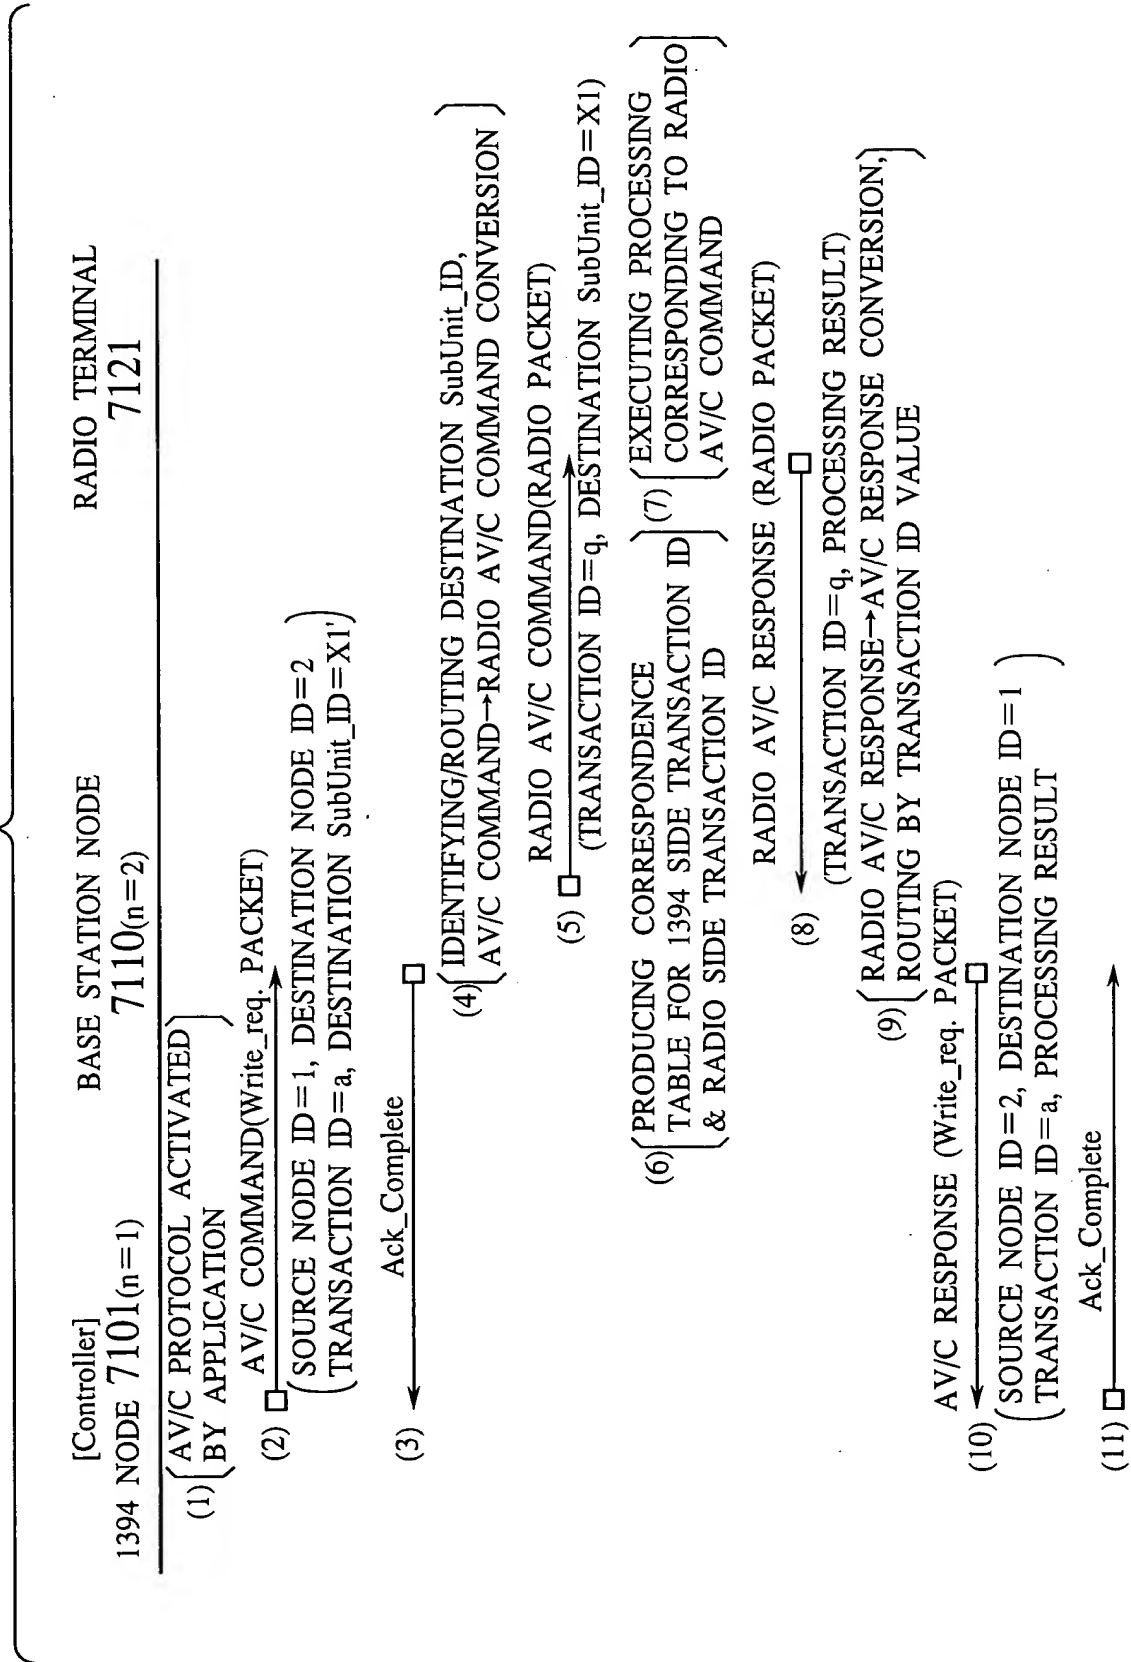 [Controller]
1394 NODE 7101(n=1)
BASE STATION NODE
7110(n=2)
RADIO TERMINAL
7121
(1) AV/C PROTOCOL ACTIVATED
BY APPLICATION
AV/C COMMAND(Write_req. PACKET)
(2)
(SOURCE NODE ID=1, DESTINATION NODE ID=2
TRANSACTION ID=a, DESTINATION SubUnit_ID=X1')
Ack_Complete
(3)
(4) (IDENTIFYING/ROUTING DESTINATION SubUnit_ID,
AV/C COMMAND→RADIO AV/C COMMAND CONVERSION)
RADIO AV/C COMMAND(RADIO PACKET)
(5)
(TRANSACTION ID=q, DESTINATION SubUnit_ID=X1)
(6) (PRODUCING CORRESPONDENCE
TABLE FOR 1394 SIDE TRANSACTION ID
& RADIO SIDE TRANSACTION ID)
(7) (EXECUTING PROCESSING
CORRESPONDING TO RADIO
AV/C COMMAND)
RADIO AV/C RESPONSE (RADIO PACKET)
(8)
(TRANSACTION ID=q, PROCESSING RESULT)
(9) (RADIO AV/C RESPONSE→AV/C RESPONSE CONVERSION,
ROUTING BY TRANSACTION ID VALUE)
AV/C RESPONSE (Write_req. PACKET)
(10)
(SOURCE NODE ID=2, DESTINATION NODE ID=1
TRANSACTION ID=a, PROCESSING RESULT)
Ack_Complete
(11)